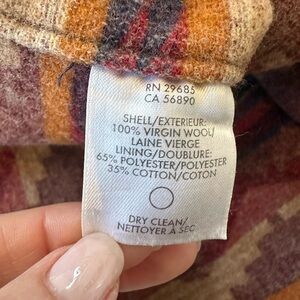 RN 29685
CA 56890
SHELL/EXTERIEUR:
100% VIRGIN WOOL/
LAINE VIERGE
LINING/DOUBLURE:
65% POLYESTER/POLYESTER
35% COTTON/COTON
DRY CLEAN/
NETTOYER À SEC